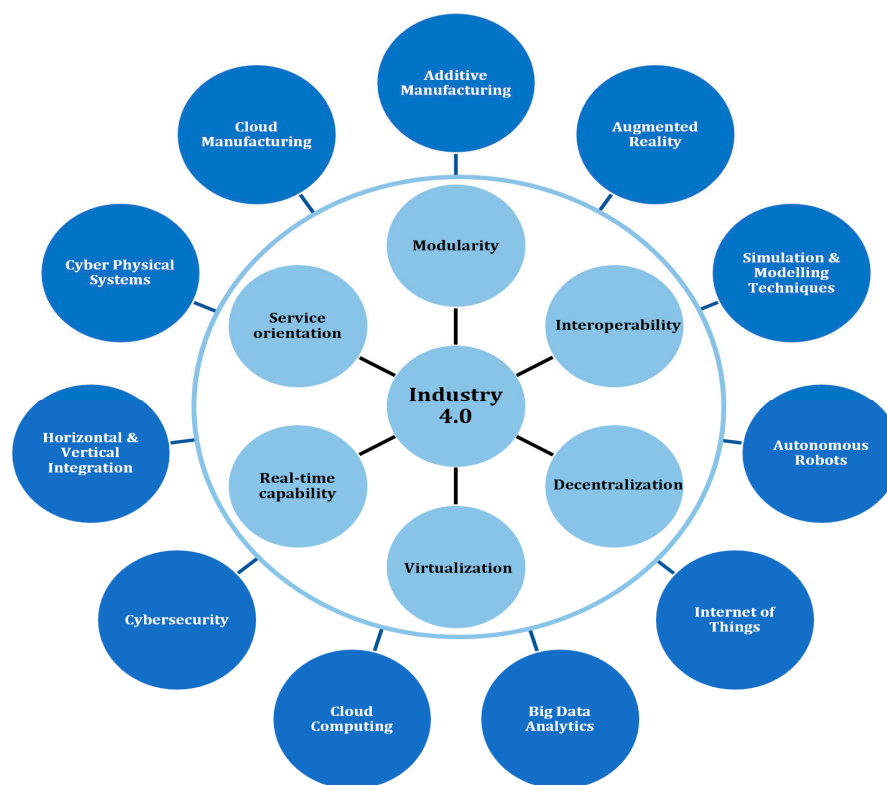 Additive
Manufacturing
Augmented
Reality
Simulation &
Modelling
Techniques
Autonomous
Robots
Internet of
Things
Big Data
Analytics
Cloud
Computing
Cybersecurity
Horizontal &
Vertical
Integration
Cyber Physical
Systems
Cloud
Manufacturing
Modularity
Interoperability
Decentralization
Virtualization
Real-time
capability
Service
orientation
Industry
4.0